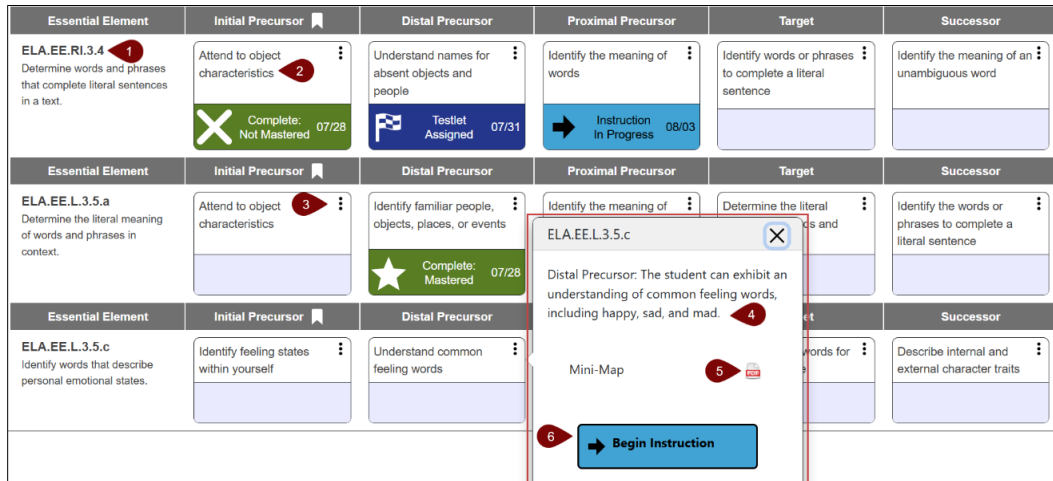 Essential Element Initial Precursor Distal Precursor Proximal Precursor Target Successor
ELA.EE.RI.3.4
Determine words and phrases
that complete literal sentences
in a text.
1
Attend to object
characteristics
2
Complete:
Not Mastered
07/28
Understand names for
absent objects and
people
Testlet
Assigned
07/31
Identify the meaning of
words
Instruction
In Progress
08/03
Identify words or phrases
to complete a literal
sentence
Identify the meaning of an
unambiguous word
Essential Element Initial Precursor Distal Precursor Proximal Precursor Target Successor
ELA.EE.L.3.5.a
Determine the literal meaning
of words and phrases in
context.
Attend to object
characteristics
3
Identify familiar people,
objects, places, or events
Complete:
Mastered
07/28
Identify the meaning of
Determine the literal
and
Identify the words or
phrases to complete a
literal sentence
Essential Element Initial Precursor Distal Precursor Successor
ELA.EE.L.3.5.c
Identify words that describe
personal emotional states.
Identify feeling states
within yourself
Understand common
feeling words
words for
Describe internal and
external character traits
ELA.EE.L.3.5.c
Distal Precursor: The student can exhibit an
understanding of common feeling words,
including happy, sad, and mad.
4
Mini-Map
5
PDF
6
Begin Instruction